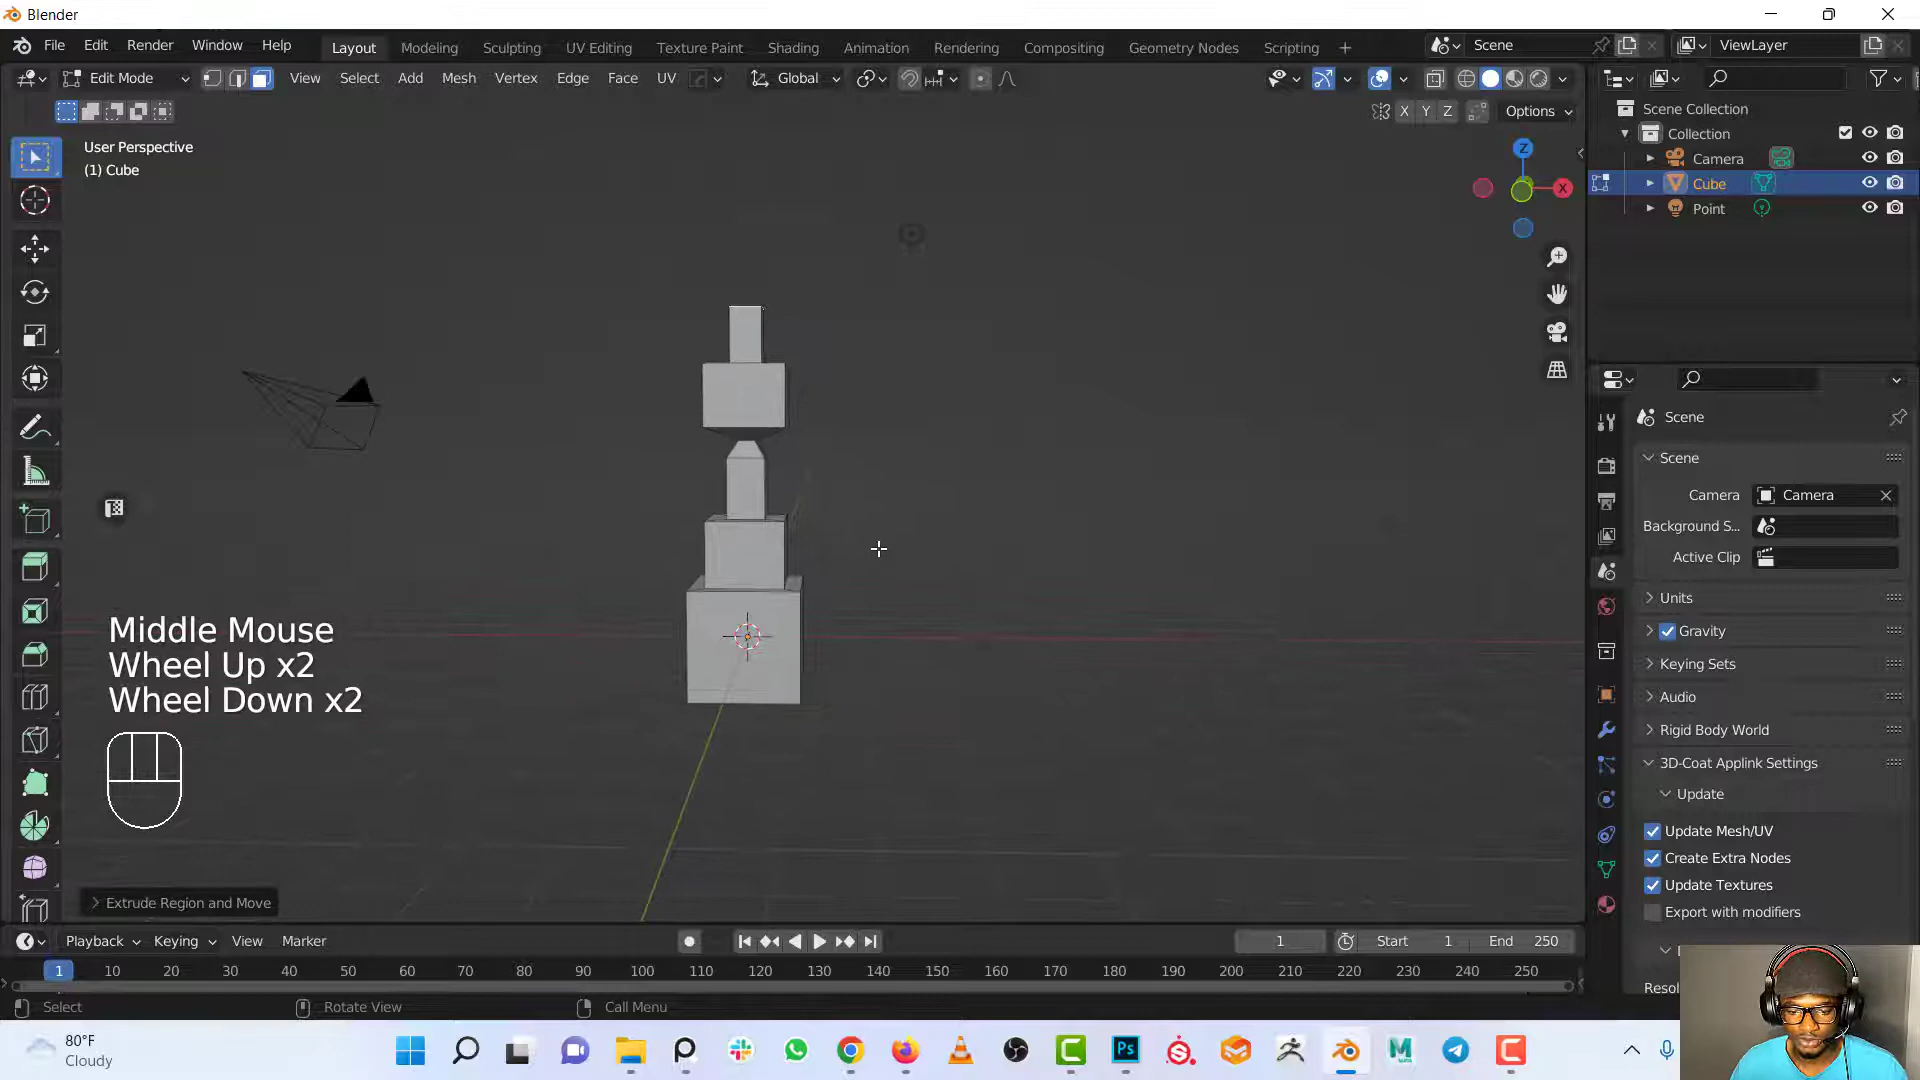 Blender
File Edit Render Window Help
Layout Modeling Sculpting UV Editing Texture Paint Shading Animation Rendering Compositing Geometry Nodes Scripting +
Scene
ViewLayer
Edit Mode View Select Add Mesh Vertex Edge Face UV Global
X Y Z Options
User Perspective
(1) Cube
Z
X
Scene Collection
Collection
Camera
Cube
Point
Scene
Scene
Camera Camera
Background S...
Active Clip
Units
Gravity
Keying Sets
Audio
Rigid Body World
3D-Coat Applink Settings
Update
Update Mesh/UV
Create Extra Nodes
Update Textures
Export with modifiers
Resol
Middle Mouse
Wheel Up x2
Wheel Down x2
Extrude Region and Move
Playback Keying View Marker
1 Start 1 End 250
1 10 20 30 40 50 60 70 80 90 100 110 120 130 140 150 160 170 180 190 200 210 220 230 240 250
Select Rotate View Call Menu
80°F
Cloudy
Ps
M